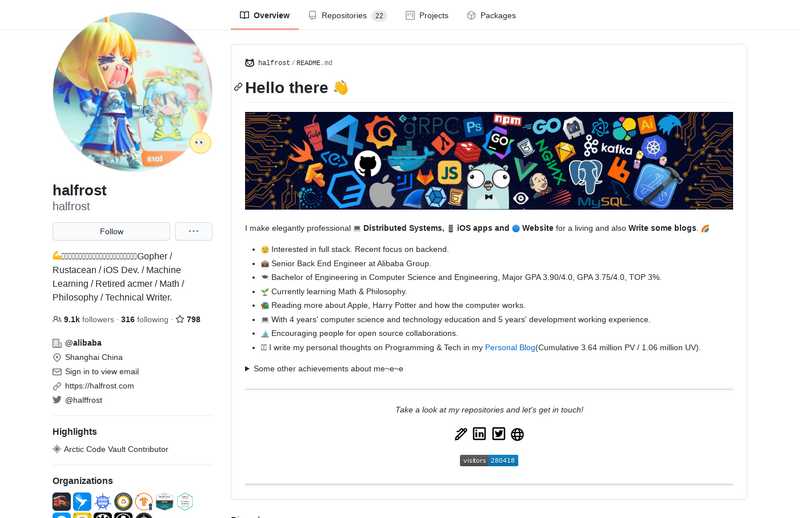 Overview
Repositories 22
Projects
Packages
halfrost/README.md
Hello there 👋
gRPC
Ps
npm
GO
GO
JS
NGINX
kafka
Ai
MySQL
I make elegantly professional 💻 Distributed Systems, 📱 iOS apps and 🌐 Website for a living and also Write some blogs. 🌈
Interested in full stack. Recent focus on backend.
Senior Back End Engineer at Alibaba Group.
Bachelor of Engineering in Computer Science and Engineering, Major GPA 3.90/4.0, GPA 3.75/4.0, TOP 3%.
🌱 Currently learning Math & Philosophy.
📚 Reading more about Apple, Harry Potter and how the computer works.
💻 With 4 years' computer science and technology education and 5 years' development working experience.
Encouraging people for open source collaborations.
I write my personal thoughts on Programming & Tech in my Personal Blog(Cumulative 3.64 million PV / 1.06 million UV).
Some other achievements about me~e~e
Take a look at my repositories and let's get in touch!
visitors 280418
halfrost
halfrost
Follow
💪Gopher /
Rustacean / iOS Dev. / Machine
Learning / Retired acmer / Math /
Philosophy / Technical Writer.
9.1k followers · 316 following · 798
@alibaba
Shanghai China
Sign in to view email
https://halfrost.com
@halffrost
Highlights
Arctic Code Vault Contributor
Organizations